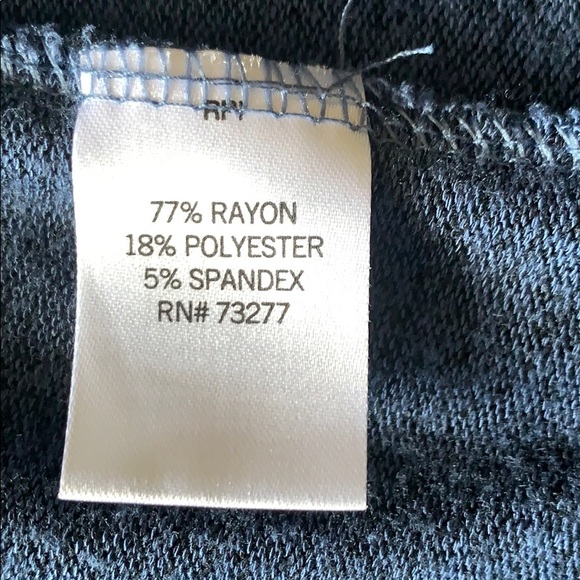 77% RAYON
18% POLYESTER
5% SPANDEX
RN# 73277